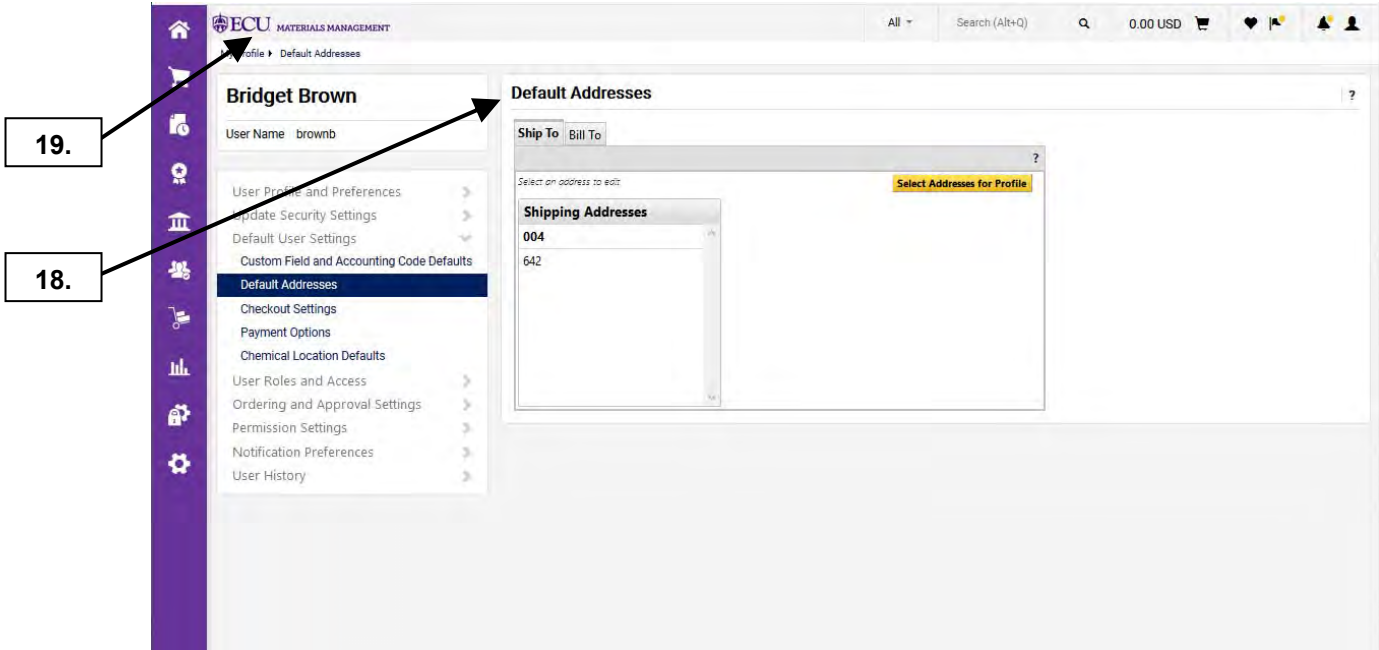 ECU MATERIALS MANAGEMENT
All
Search (Alt+Q)
0.00 USD
My Profile Default Addresses
Bridget Brown
User Name brownb
19.
User Profile and Preferences
Update Security Settings
Default User Settings
Custom Field and Accounting Code Defaults
18.
Default Addresses
Checkout Settings
Payment Options
Chemical Location Defaults
User Roles and Access
Ordering and Approval Settings
Permission Settings
Notification Preferences
User History
Default Addresses
?
Ship To
Bill To
?
Select an address to edit
Select Addresses for Profile
Shipping Addresses
004
642